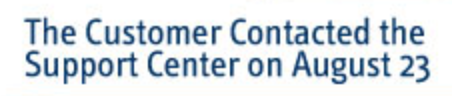 The Customer Contacted the
Support Center on August 23